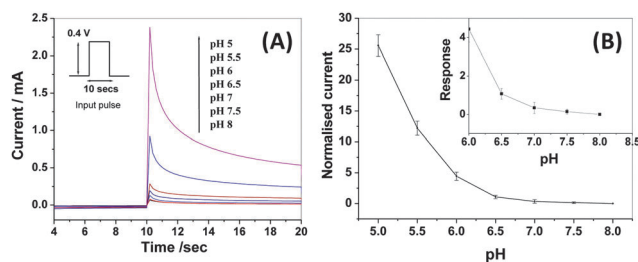 (A)
2.5
2.0
1.5
1.0
0.5
0.0
Current / mA
0.4 V
10 secs
Input pulse
pH 5
pH 5.5
pH 6
pH 6.5
pH 7
pH 7.5
pH 8
4 6 8 10 12 14 16 18 20
Time /sec
(B)
30
25
20
15
10
5
0
Normalised current
4
2
0
Response
6.0 6.5 7.0 7.5 8.0 8.5
pH
5.0 5.5 6.0 6.5 7.0 7.5 8.0
pH